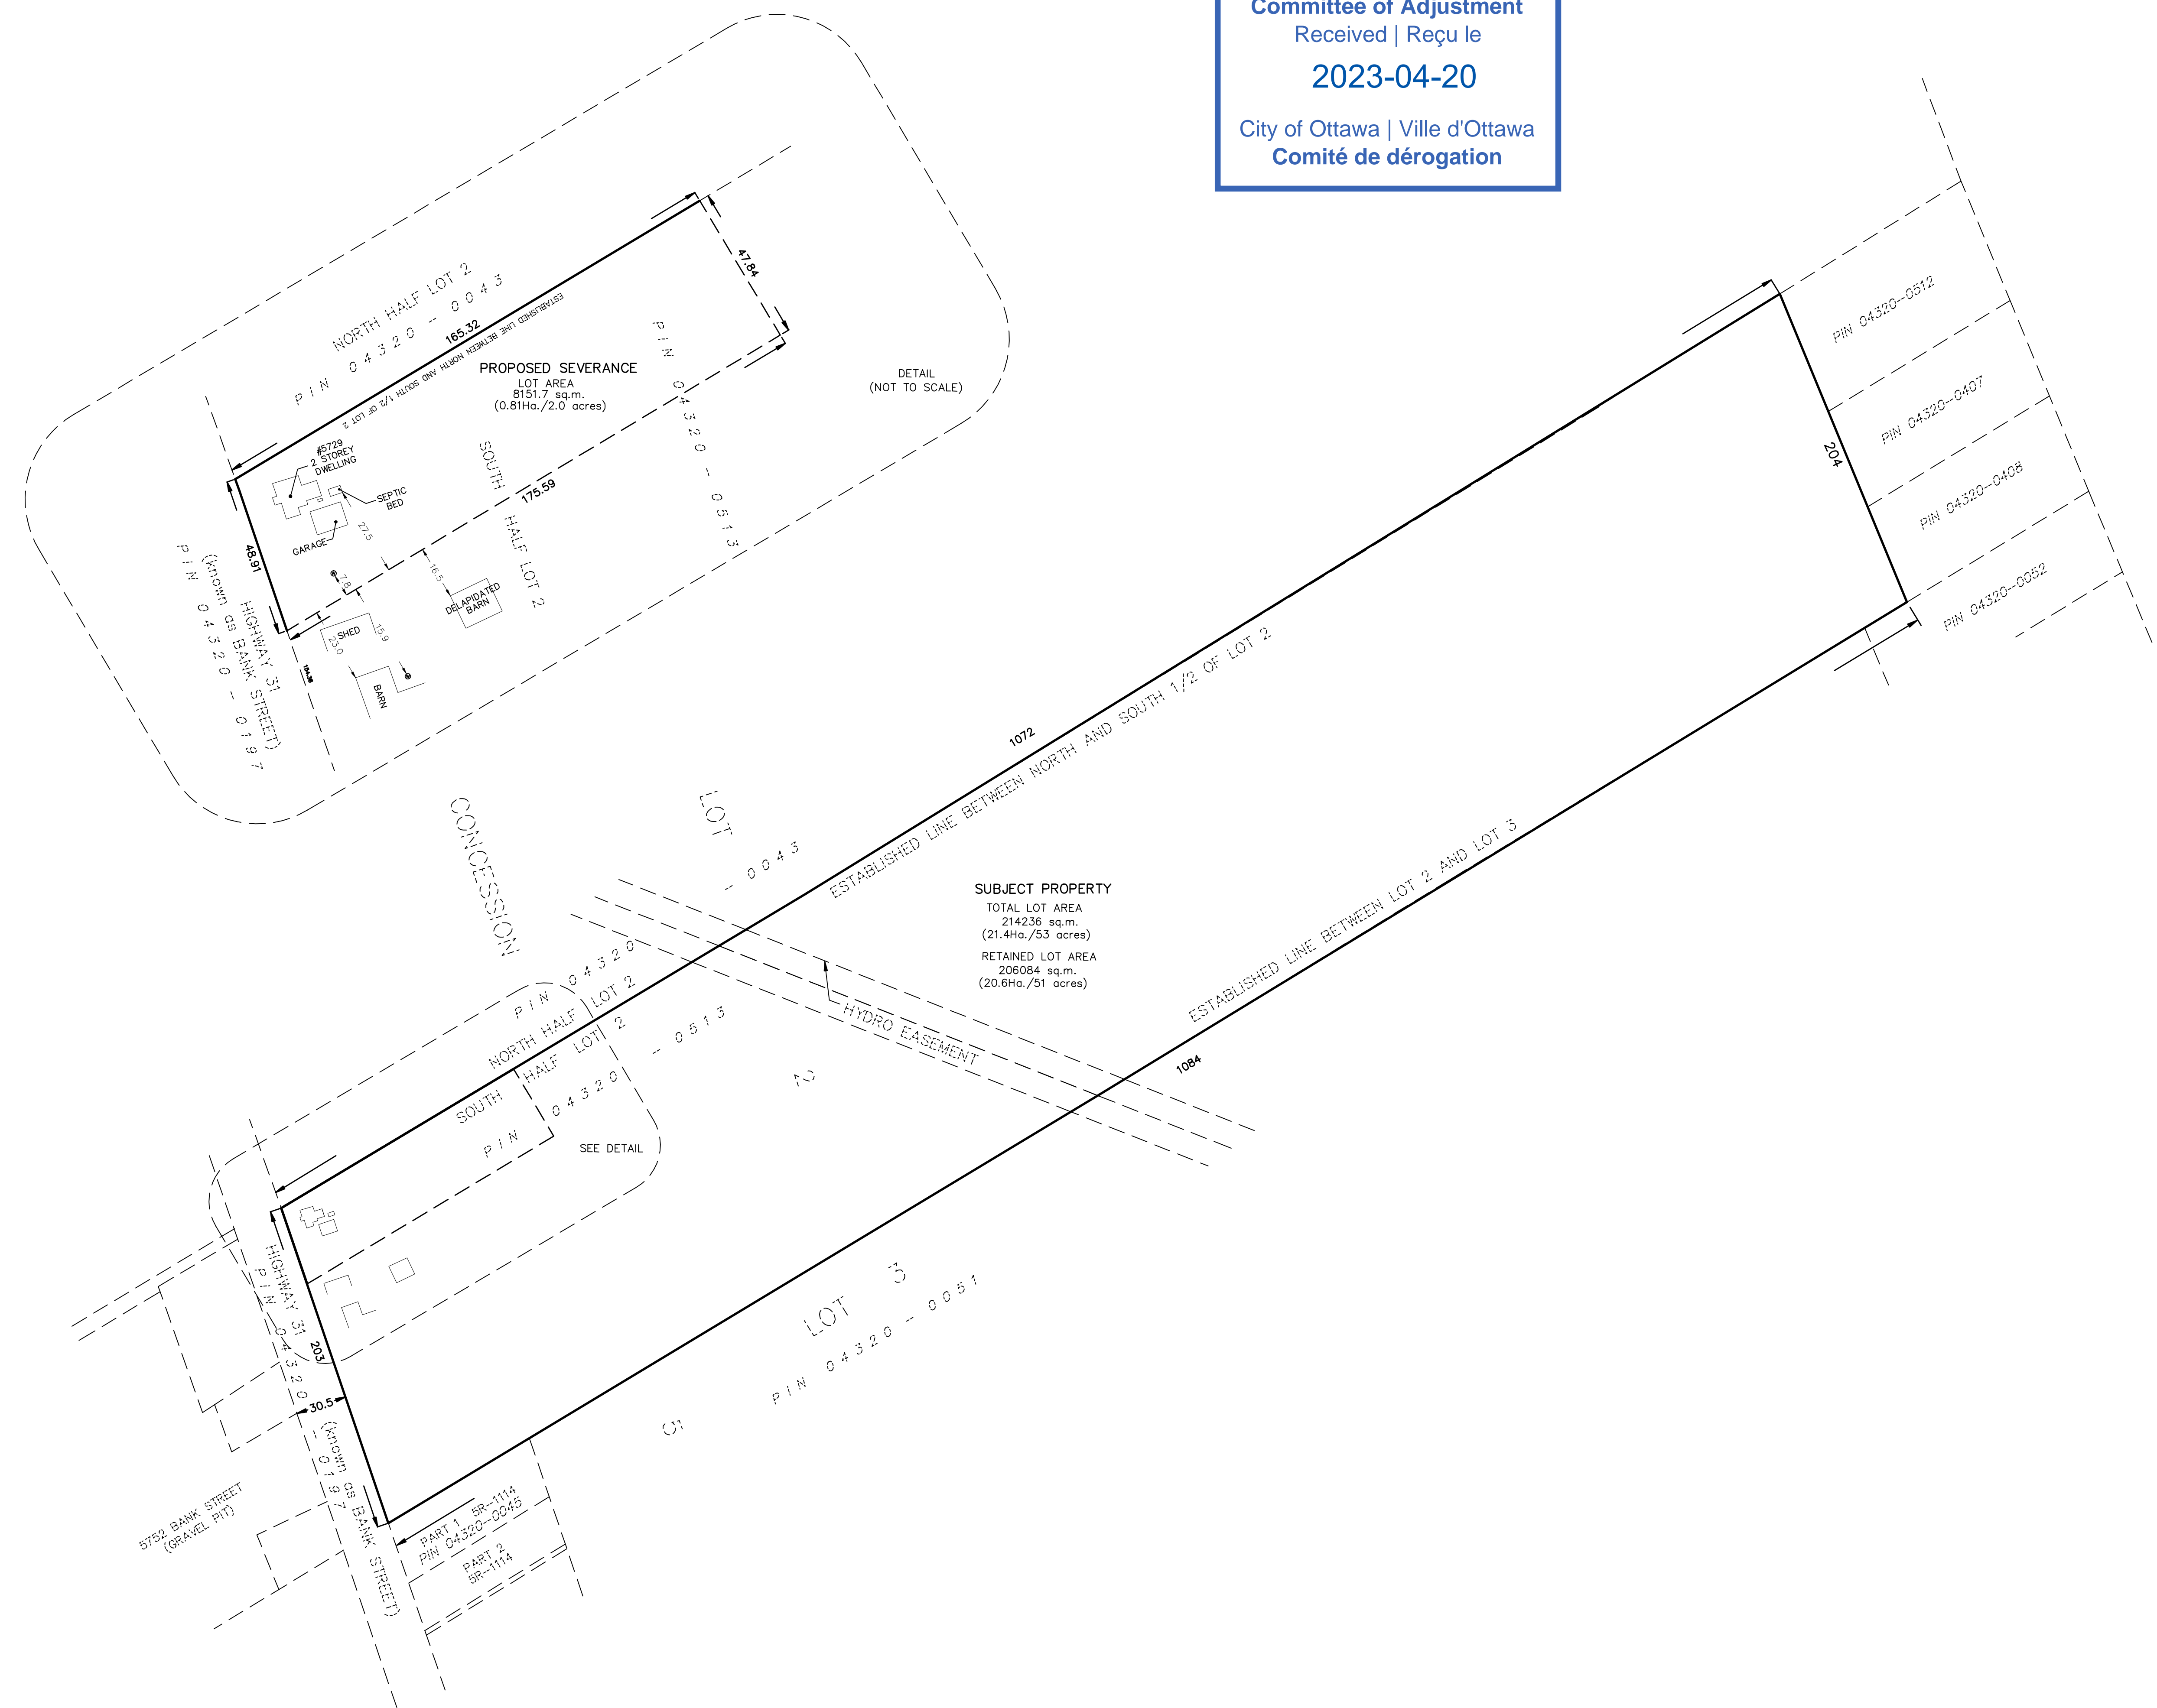 Committee of Adjustment
Received | Reçu le
2023-04-20
City of Ottawa | Ville d'Ottawa
Comité de dérogation
NORTH HALF LOT 2
PIN 04320 - 0043
165.32
ESTABLISHED LINE BETWEEN NORTH AND SOUTH 1/2 OF LOT 2
47.84
PROPOSED SEVERANCE
LOT AREA
8151.7 sq.m.
(0.81Ha./2.0 acres)
PIN 04320 - 0513
DETAIL
(NOT TO SCALE)
#5729
2 STOREY
DWELLING
SEPTIC
BED
GARAGE
27.5
SOUTH HALF LOT 2
175.59
48.91
7.8
16.5
DELAPIDATED
BARN
SHED
15.9
23.0
BARN
HIGHWAY 31
(known as BANK STREET)
PIN 04320 - 0197
PIN 04320-0512
PIN 04320-0407
PIN 04320-0408
PIN 04320-0052
204
1072
ESTABLISHED LINE BETWEEN NORTH AND SOUTH 1/2 OF LOT 2
CONCESSION
LOT
PIN 04320 - 0043
NORTH HALF LOT 2
SOUTH HALF LOT 2
PIN 04320 - 0513
SEE DETAIL
SUBJECT PROPERTY
TOTAL LOT AREA
214236 sq.m.
(21.4Ha./53 acres)
RETAINED LOT AREA
206084 sq.m.
(20.6Ha./51 acres)
HYDRO EASEMENT
2
ESTABLISHED LINE BETWEEN LOT 2 AND LOT 3
1084
LOT 3
PIN 04320 - 0051
5
HIGHWAY 31 (known as BANK STREET)
PIN 04320 - 0197
203
30.5
5752 BANK STREET
(GRAVEL PIT)
PART 1 5R-1114
PIN 04320-0045
PART 2
5R-1114